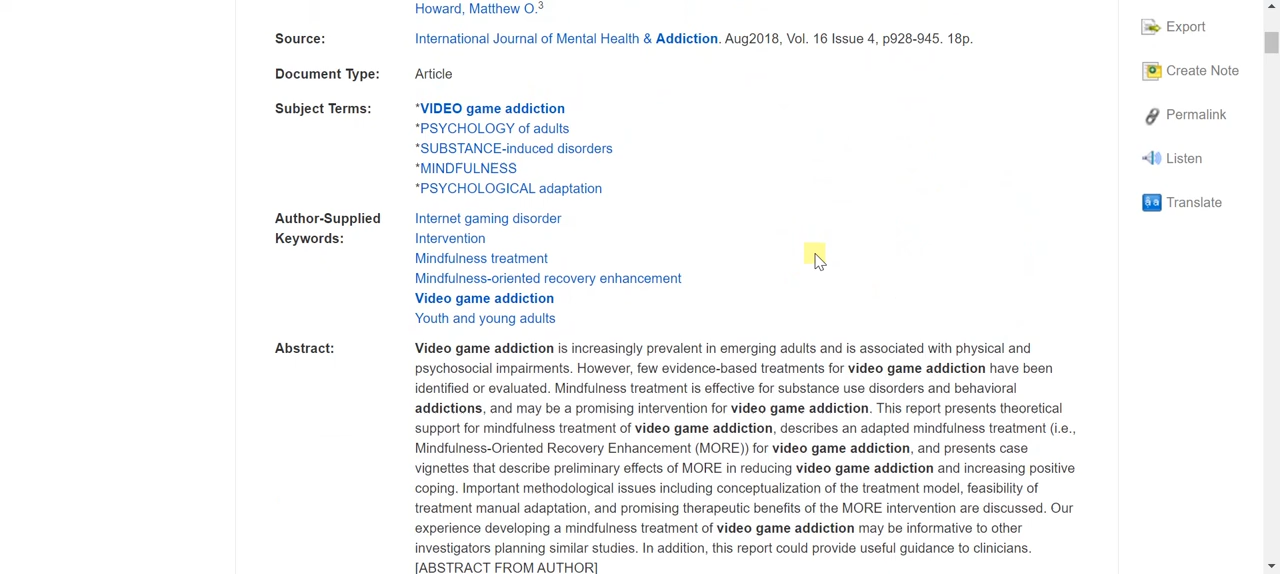 Howard, Matthew O.3
Source: International Journal of Mental Health & Addiction. Aug2018, Vol. 16 Issue 4, p928-945. 18p.
Document Type: Article
Subject Terms: *VIDEO game addiction
*PSYCHOLOGY of adults
*SUBSTANCE-induced disorders
*MINDFULNESS
*PSYCHOLOGICAL adaptation
Author-Supplied Keywords: Internet gaming disorder
Intervention
Mindfulness treatment
Mindfulness-oriented recovery enhancement
Video game addiction
Youth and young adults
Abstract: Video game addiction is increasingly prevalent in emerging adults and is associated with physical and
psychosocial impairments. However, few evidence-based treatments for video game addiction have been
identified or evaluated. Mindfulness treatment is effective for substance use disorders and behavioral
addictions, and may be a promising intervention for video game addiction. This report presents theoretical
support for mindfulness treatment of video game addiction, describes an adapted mindfulness treatment (i.e.,
Mindfulness-Oriented Recovery Enhancement (MORE)) for video game addiction, and presents case
vignettes that describe preliminary effects of MORE in reducing video game addiction and increasing positive
coping. Important methodological issues including conceptualization of the treatment model, feasibility of
treatment manual adaptation, and promising therapeutic benefits of the MORE intervention are discussed. Our
experience developing a mindfulness treatment of video game addiction may be informative to other
investigators planning similar studies. In addition, this report could provide useful guidance to clinicians.
[ABSTRACT FROM AUTHOR]
Export
Create Note
Permalink
Listen
Translate